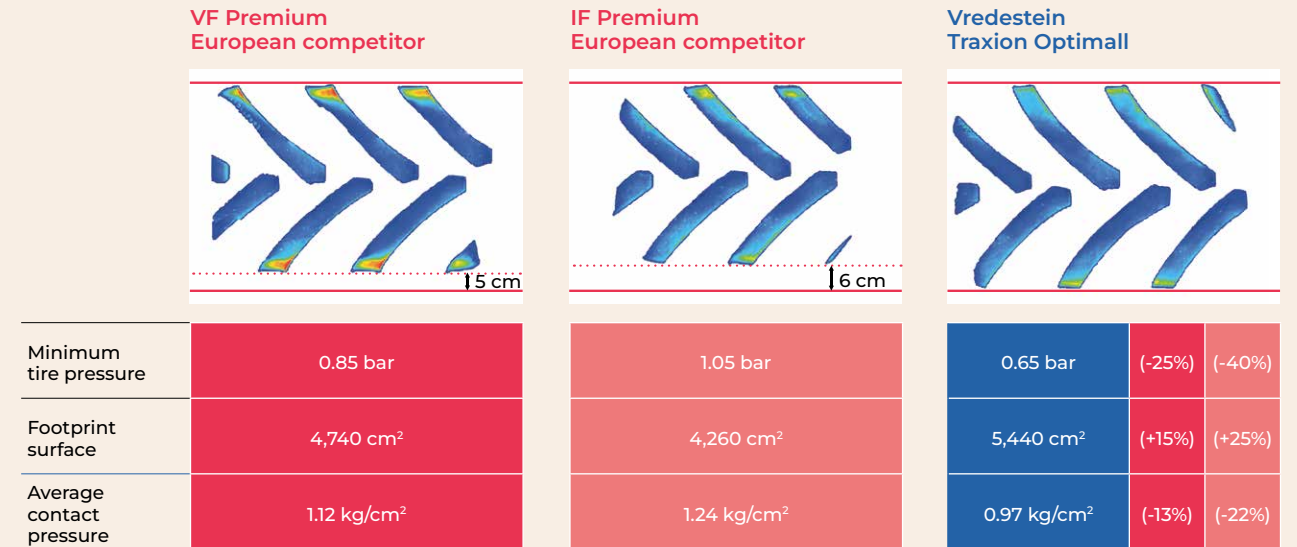 VF Premium
European competitor
IF Premium
European competitor
Vredestein
Traxion Optimall
5 cm
6 cm
Minimum
tire pressure
0.85 bar
1.05 bar
0.65 bar
(-25%)
(-40%)
Footprint
surface
4,740 cm²
4,260 cm²
5,440 cm²
(+15%)
(+25%)
Average
contact
pressure
1.12 kg/cm²
1.24 kg/cm²
0.97 kg/cm²
(-13%)
(-22%)